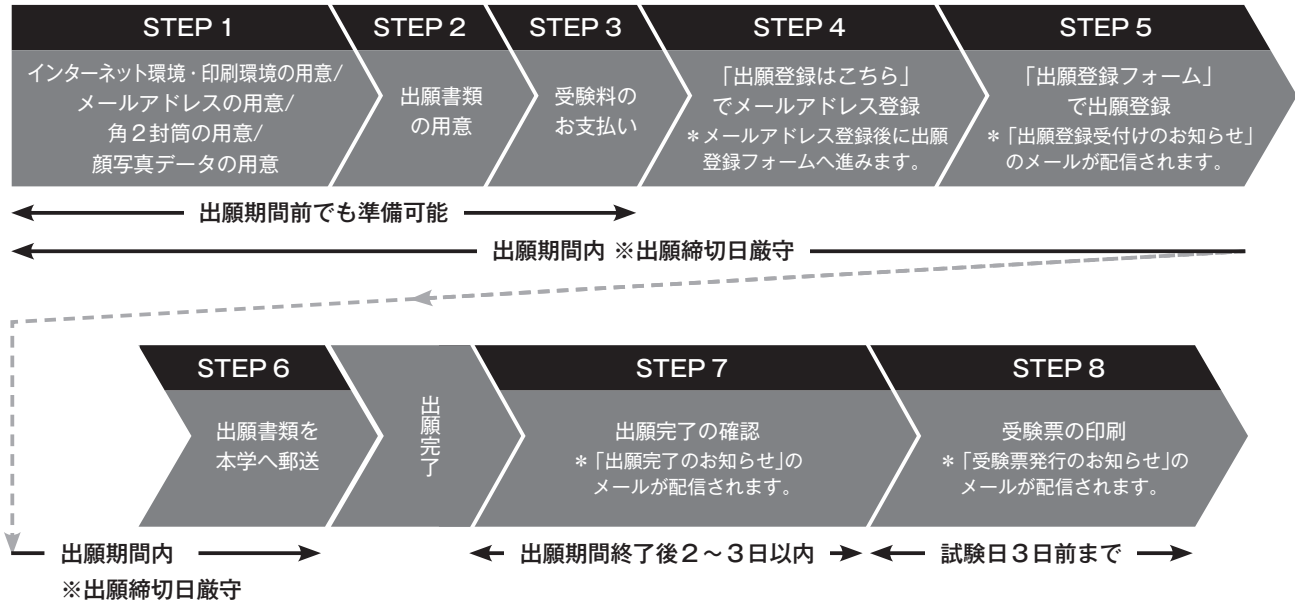 STEP 1
インターネット環境・印刷環境の用意/
メールアドレスの用意/
角2封筒の用意/
顔写真データの用意
STEP 2
出願書類
の用意
STEP 3
受験料の
お支払い
STEP 4
「出願登録はこちら」
でメールアドレス登録
＊メールアドレス登録後に出願
登録フォームへ進みます。
STEP 5
「出願登録フォーム」
で出願登録
＊「出願登録受付けのお知らせ」
のメールが配信されます。
出願期間前でも準備可能
出願期間内 ※出願締切日厳守
STEP 6
出願書類を
本学へ郵送
出願完了
STEP 7
出願完了の確認
＊「出願完了のお知らせ」の
メールが配信されます。
STEP 8
受験票の印刷
＊「受験票発行のお知らせ」の
メールが配信されます。
出願期間内
※出願締切日厳守
出願期間終了後2～3日以内
試験日3日前まで